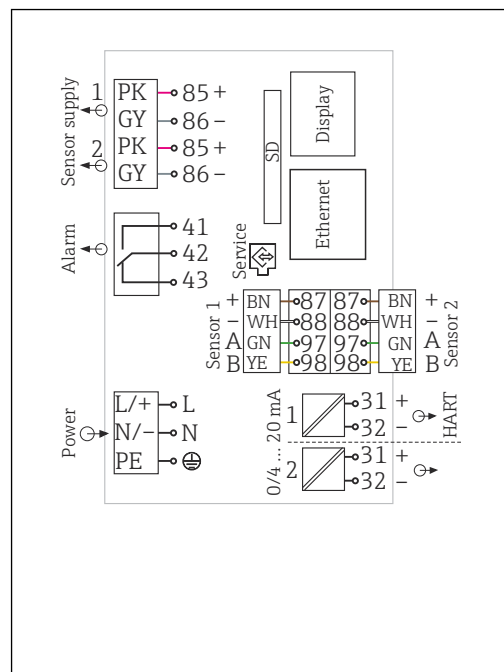 Sensor supply
1 PK 85 +
GY 86 -
2 PK 85 +
GY 86 -
Display
SD
Ethernet
Alarm
41
42
43
Service
Sensor 1
+ BN 87 87 BN +
- WH 88 88 WH -
A GN 97 97 GN A
B YE 98 98 YE B
Sensor 2
Power
L/+ L
N/- N
PE
0/4 ... 20 mA
1 31 +
32 -
HART
2 31 +
32 -